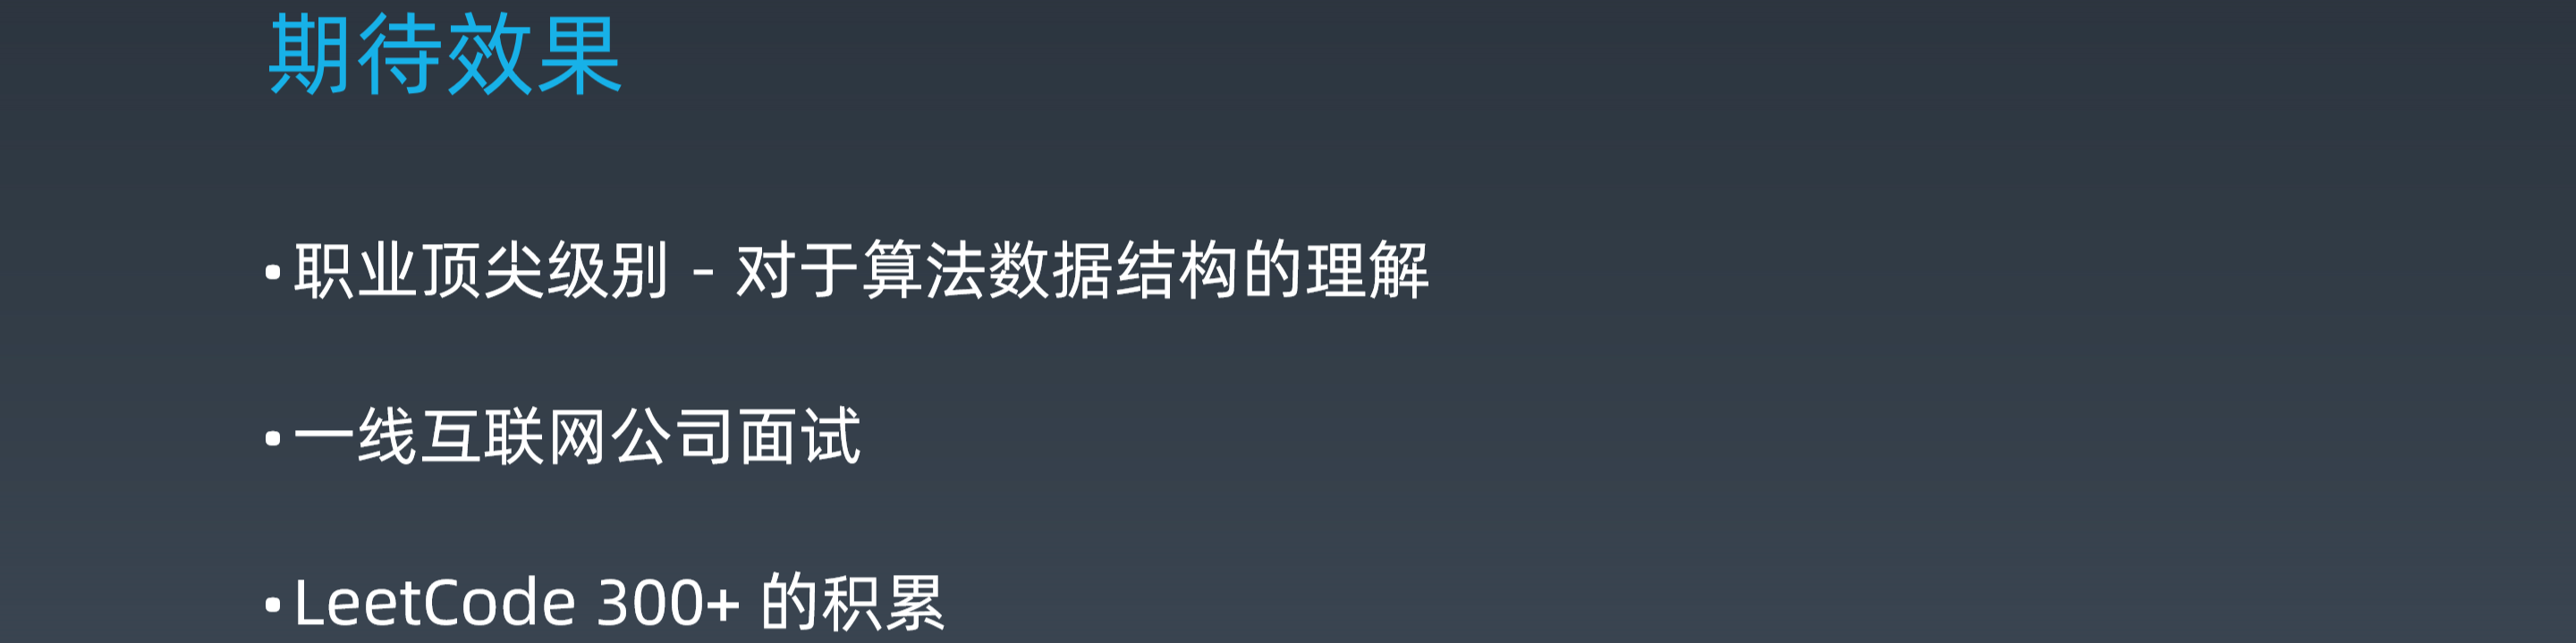 期待效果
• 职业顶尖级别 - 对于算法数据结构的理解
• 一线互联网公司面试
• LeetCode 300+ 的积累